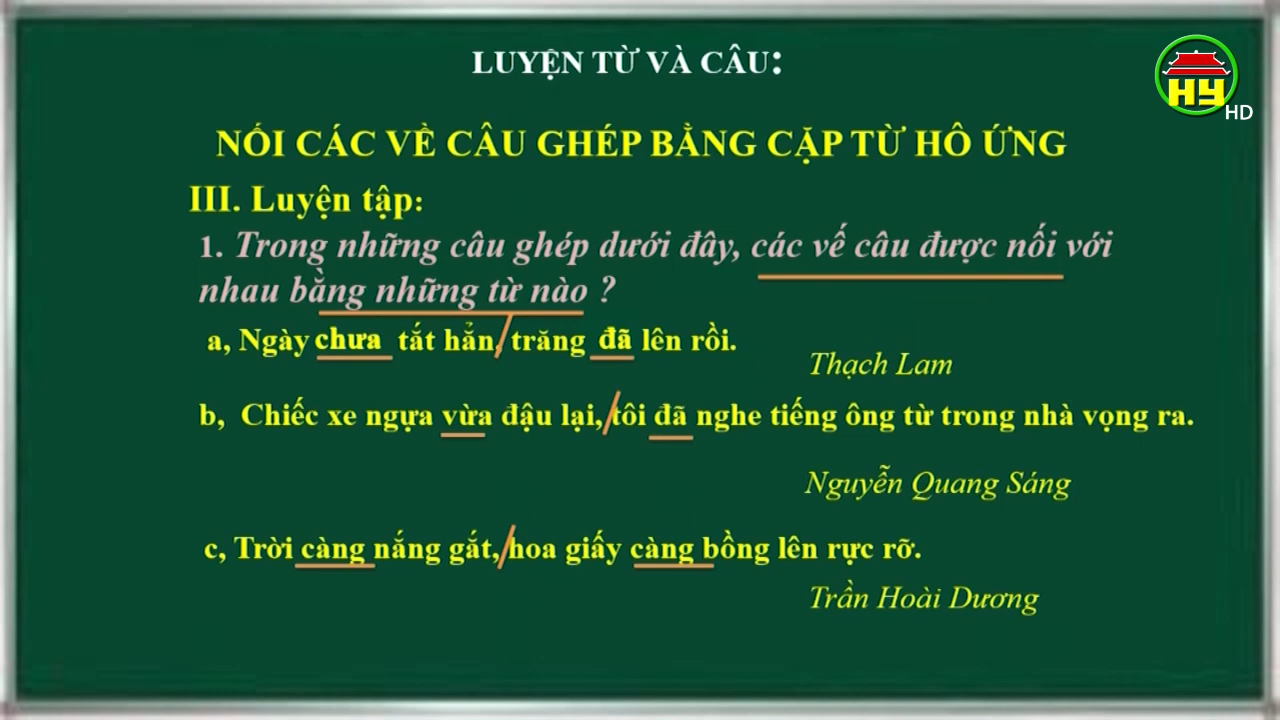 LUYỆN TỪ VÀ CÂU:
HY
HD
NỐI CÁC VỀ CÂU GHÉP BẰNG CẶP TỪ HÔ ỨNG
III. Luyện tập:
1. Trong những câu ghép dưới đây, các vế câu được nối với
nhau bằng những từ nào ?
a, Ngày chưa tắt hẳn, trăng đã lên rồi.
Thạch Lam
b, Chiếc xe ngựa vừa đậu lại, tôi đã nghe tiếng ông từ trong nhà vọng ra.
Nguyễn Quang Sáng
c, Trời càng nắng gắt, hoa giấy càng bồng lên rực rỡ.
Trần Hoài Dương